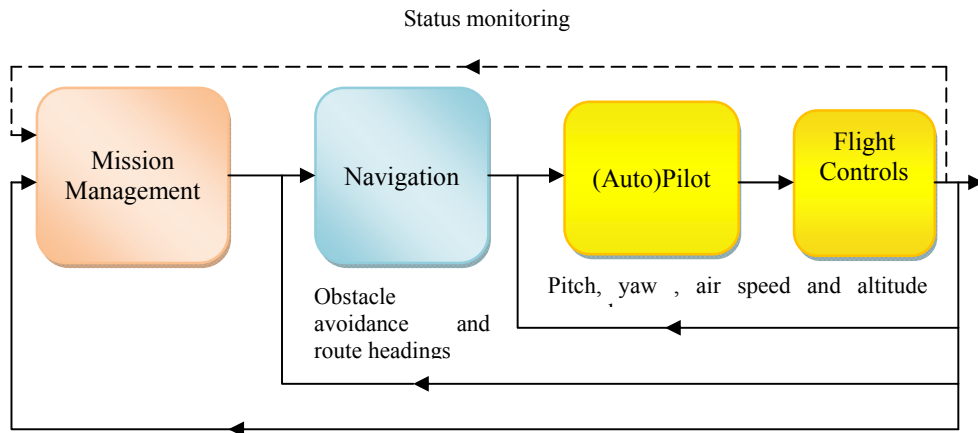 Status monitoring
Mission
Management
Navigation
(Auto)Pilot
Flight
Controls
Obstacle
avoidance and
route headings
Pitch, yaw , air speed and altitude